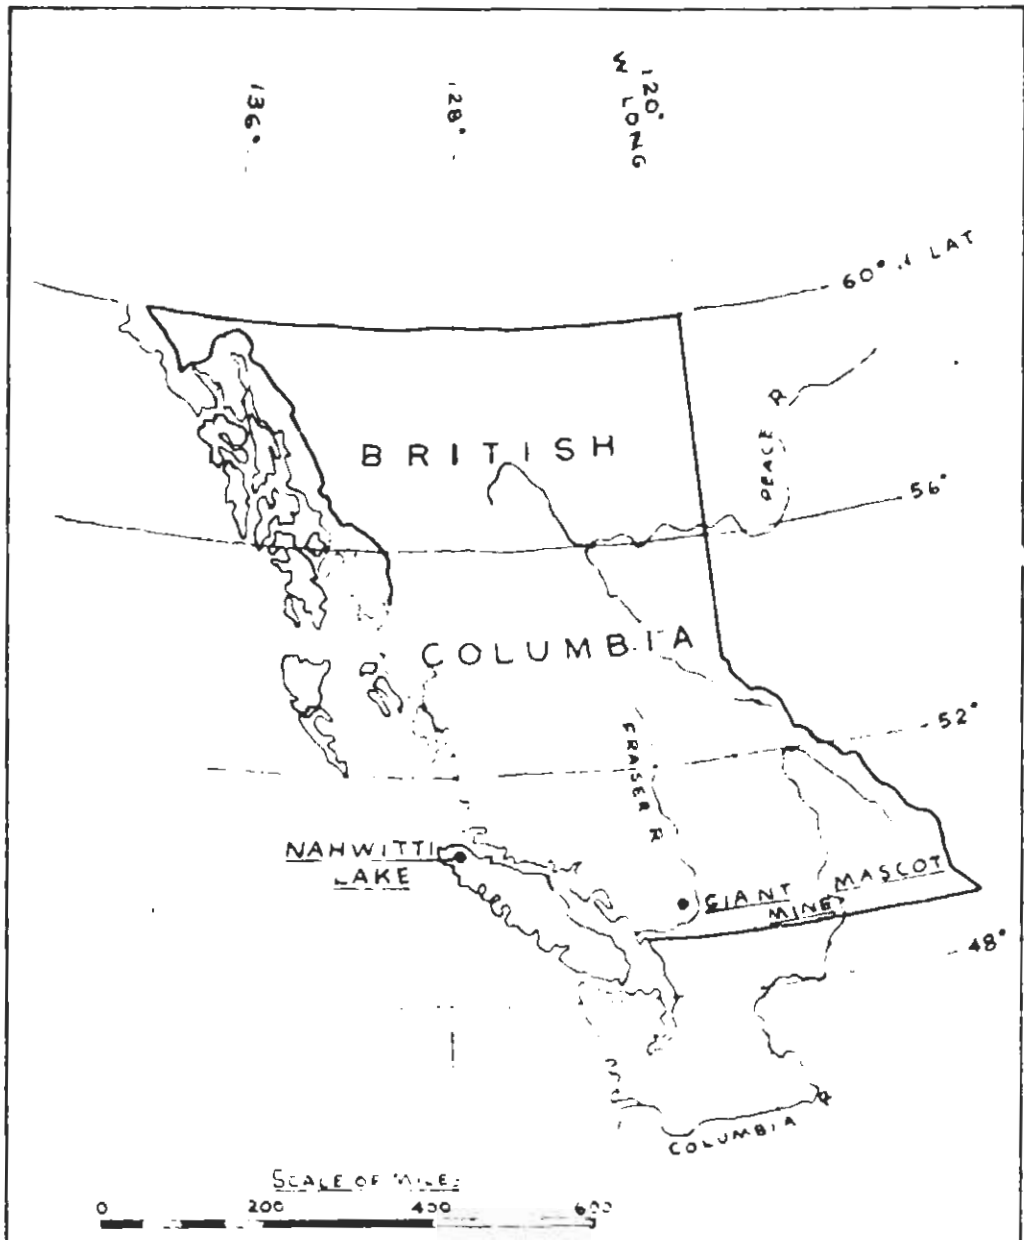 136°
128°
120°
W LONG
60° N LAT
PEACE R
BRITISH
56°
COLUMBIA
52°
FRASER R
NAHWITTI
LAKE
GIANT MASCOT
MINE
48°
COLUMBIA R
SCALE OF MILES
0 200 400 600